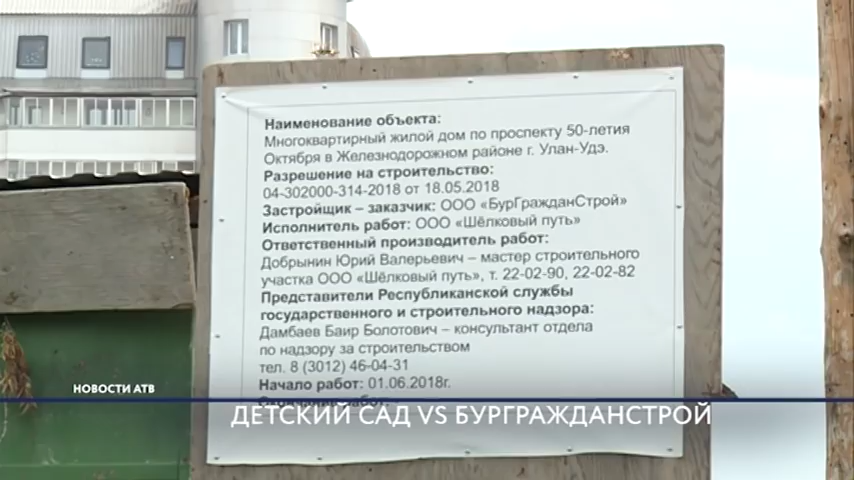 Наименование объекта:
Многоквартирный жилой дом по проспекту 50-летия
Октября в Железнодорожном районе г. Улан-Удэ.
Разрешение на строительство:
04-302000-314-2018 от 18.05.2018
Застройщик – заказчик: ООО «БурГражданСтрой»
Исполнитель работ: ООО «Шёлковый путь»
Ответственный производитель работ:
Добрынин Юрий Валерьевич – мастер строительного
участка ООО «Шёлковый путь», т. 22-02-90, 22-02-82
Представители Республиканской службы
государственного и строительного надзора:
Дамбаев Баир Болотович – консультант отдела
по надзору за строительством
тел. 8 (3012) 46-04-31
Начало работ: 01.06.2018г.
НОВОСТИ АТВ
ДЕТСКИЙ САД VS БУРГРАЖДАНСТРОЙ